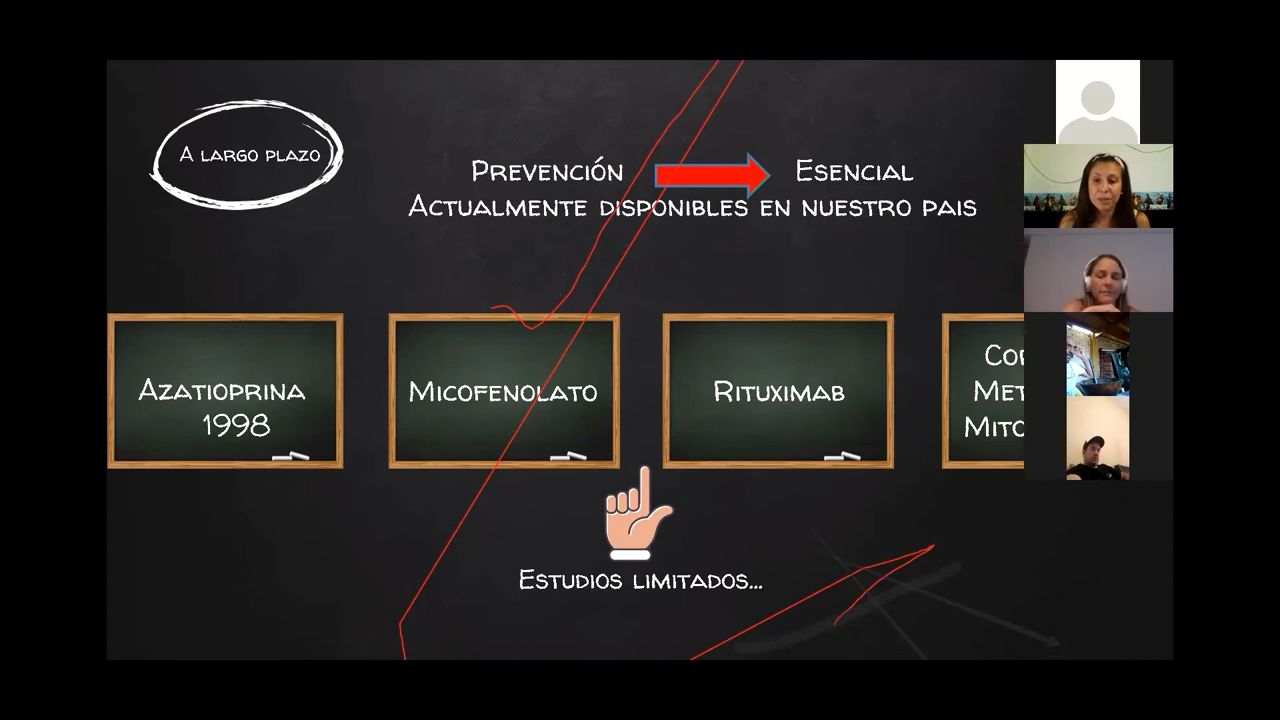 A LARGO PLAZO
PREVENCIÓN ESENCIAL
ACTUALMENTE DISPONIBLES EN NUESTRO PAIS
AZATIOPRINA
1998
MICOFENOLATO
RITUXIMAB
ESTUDIOS LIMITADOS...